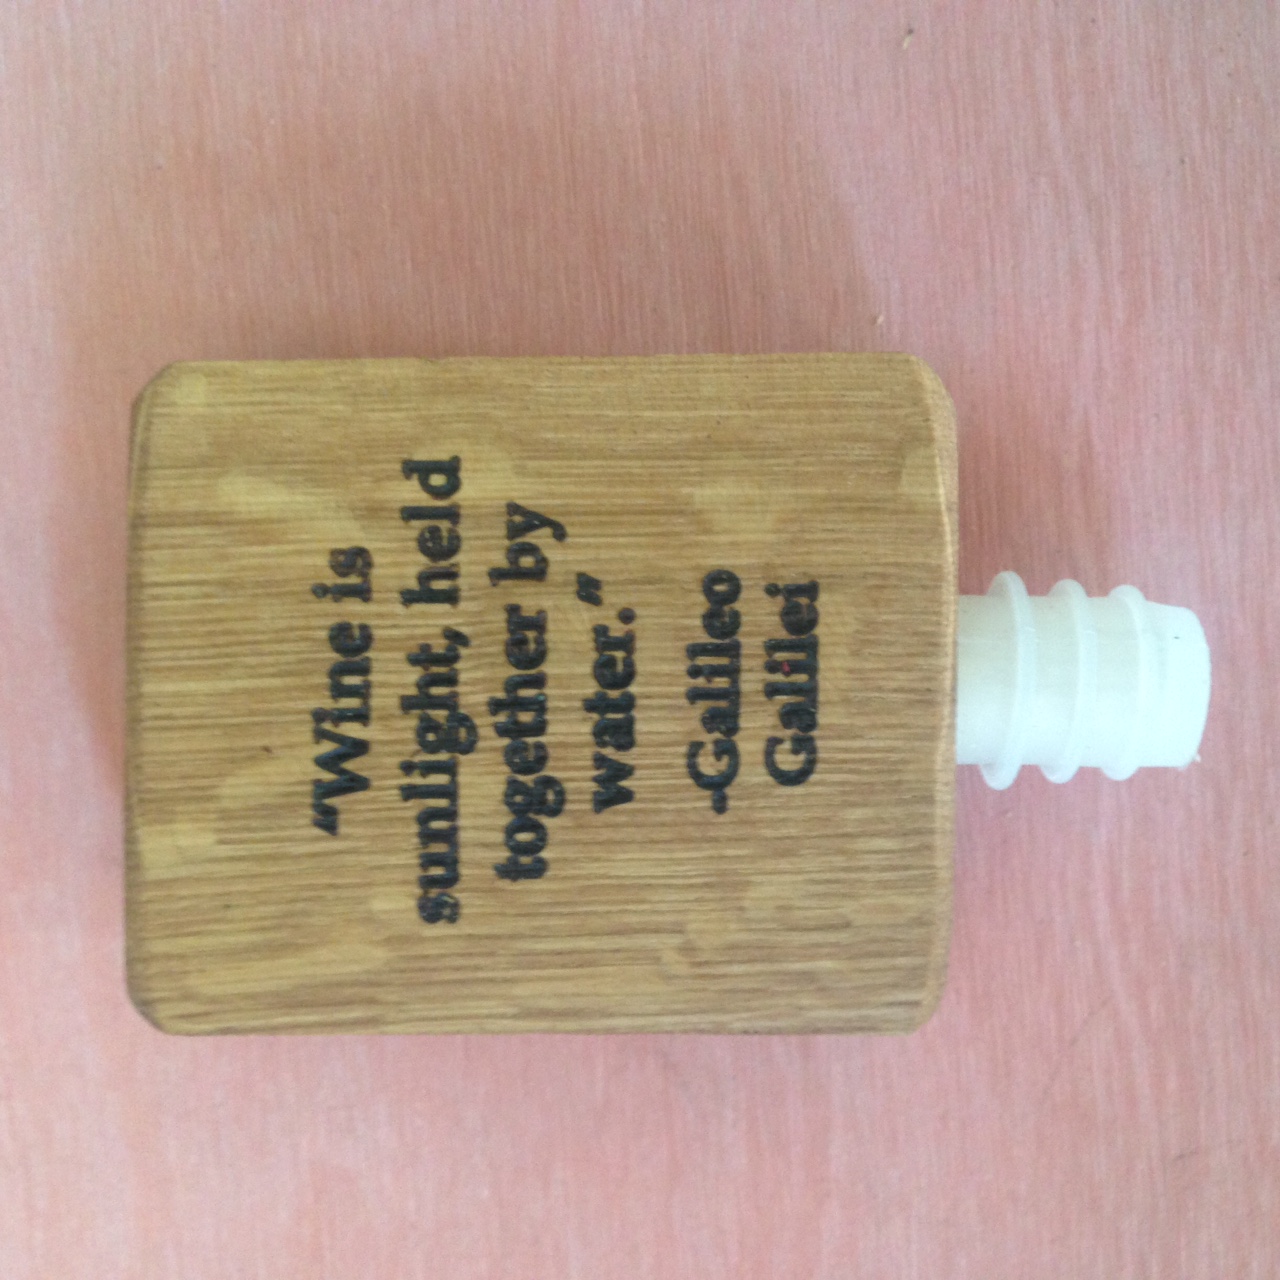 “Wine is
sunlight, held
together by
water.”
-Galileo
Galilei